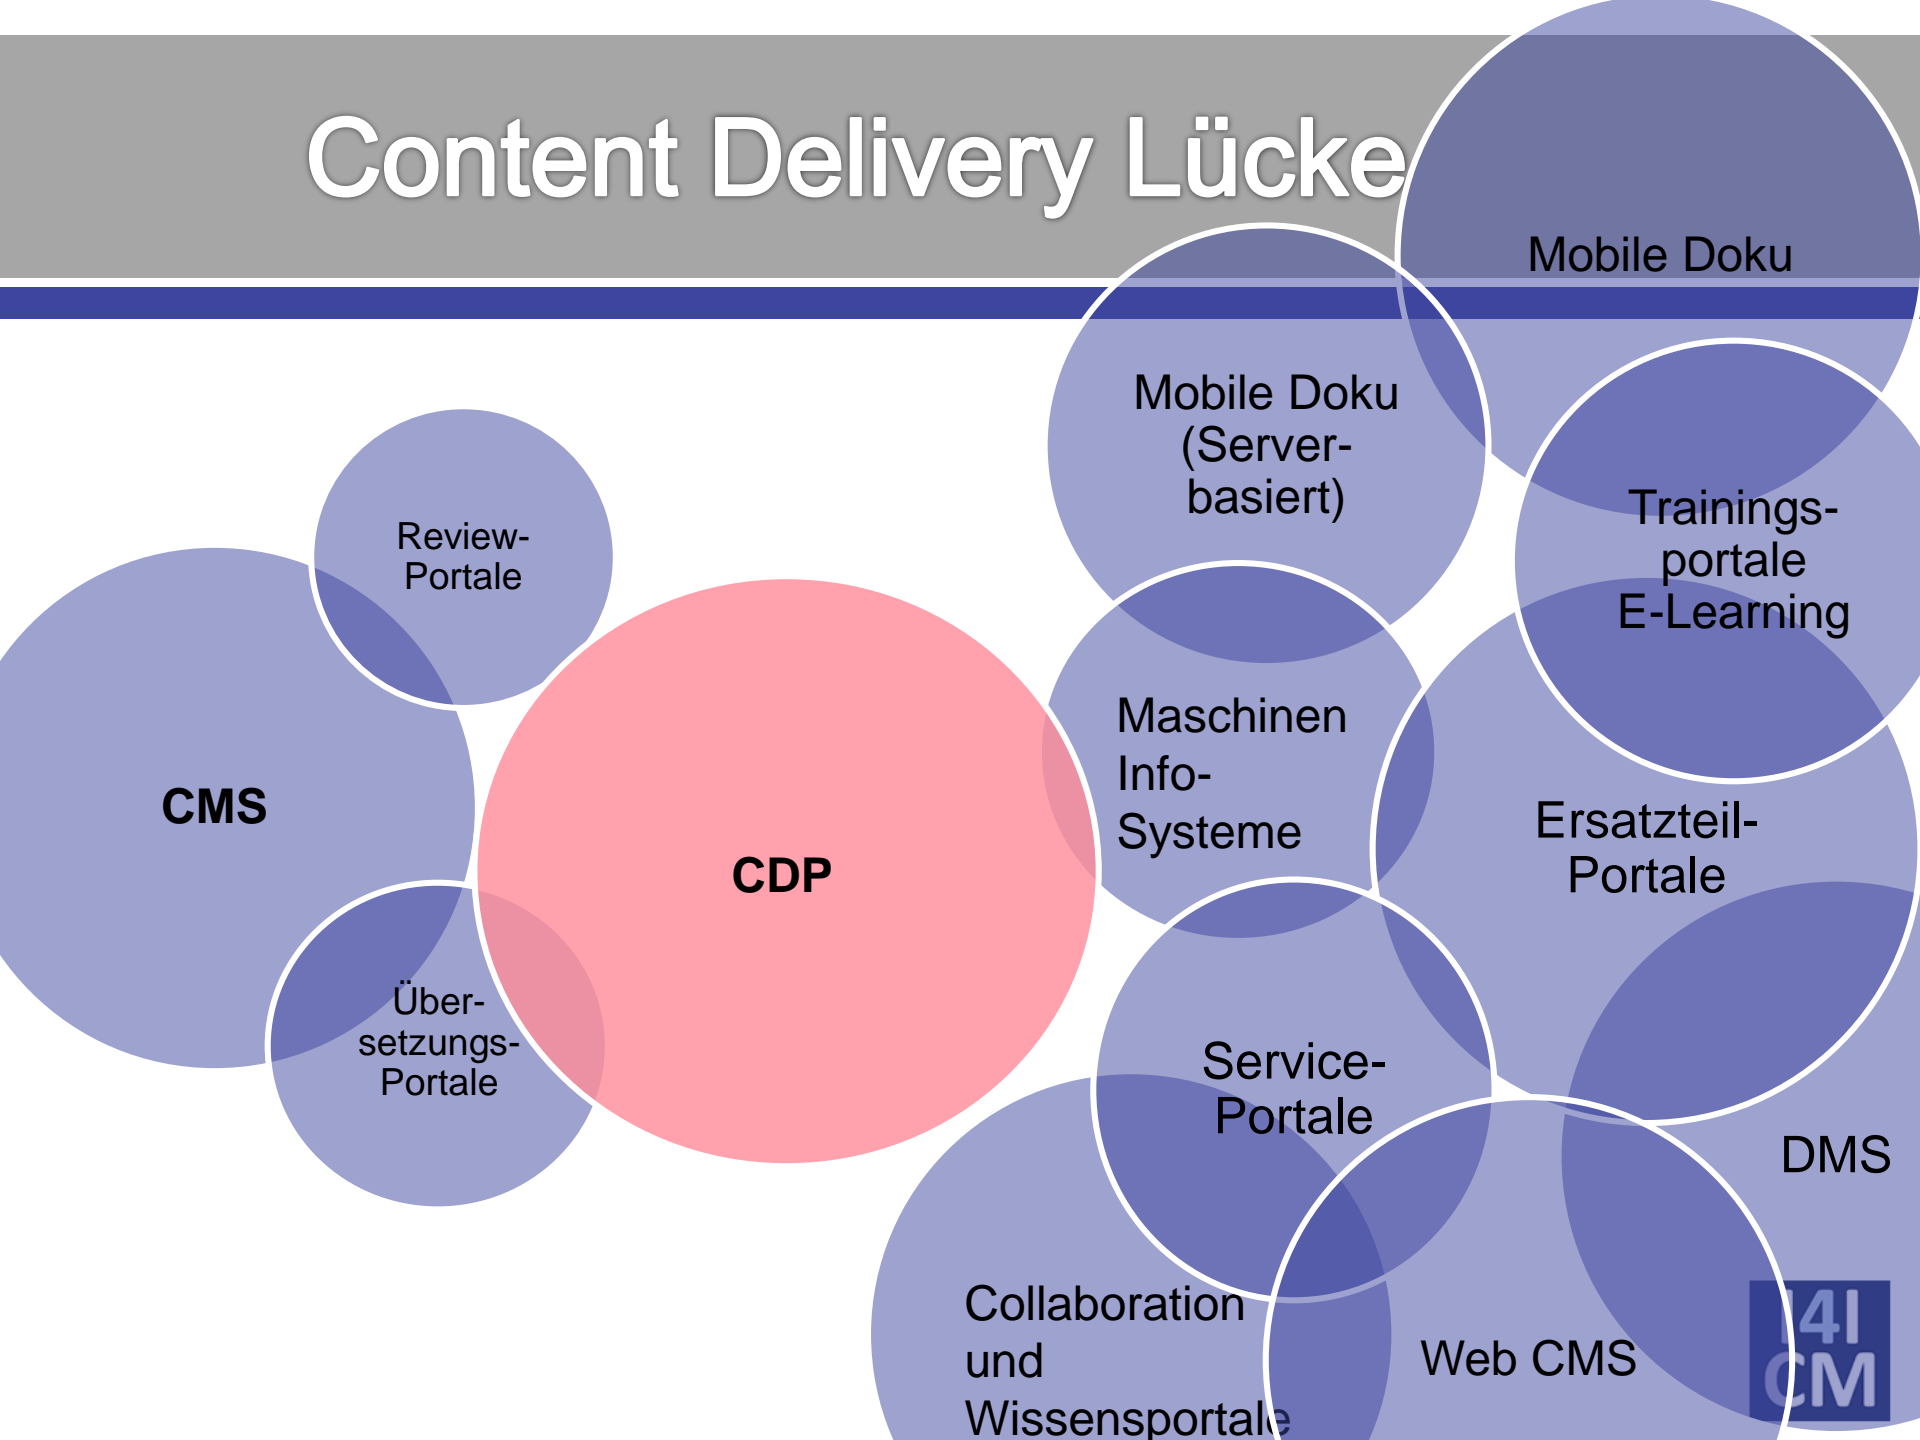 Content Delivery Lücke
Mobile Doku
Mobile Doku
(Server-
basiert)
Trainings-
portale
E-Learning
Review-
Portale
Maschinen
Info-
Systeme
CMS
CDP
Ersatzteil-
Portale
Über-
setzungs-
Portale
Service-
Portale
DMS
Collaboration
und
Wissensportale
Web CMS
I4I
CM